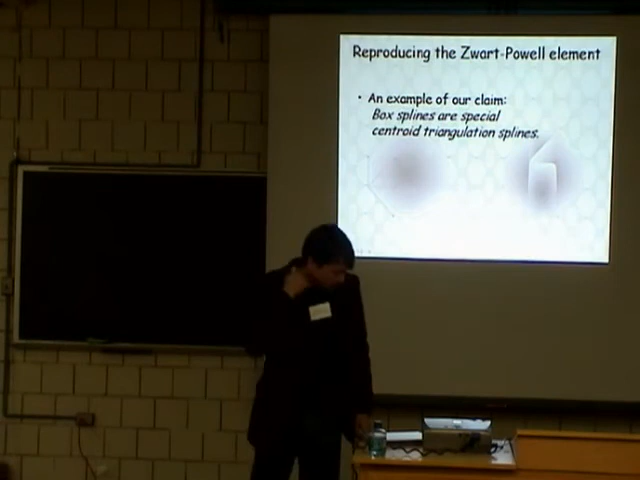 Reproducing the Zwart-Powell element
• An example of our claim:
Box splines are special
centroid triangulation splines.